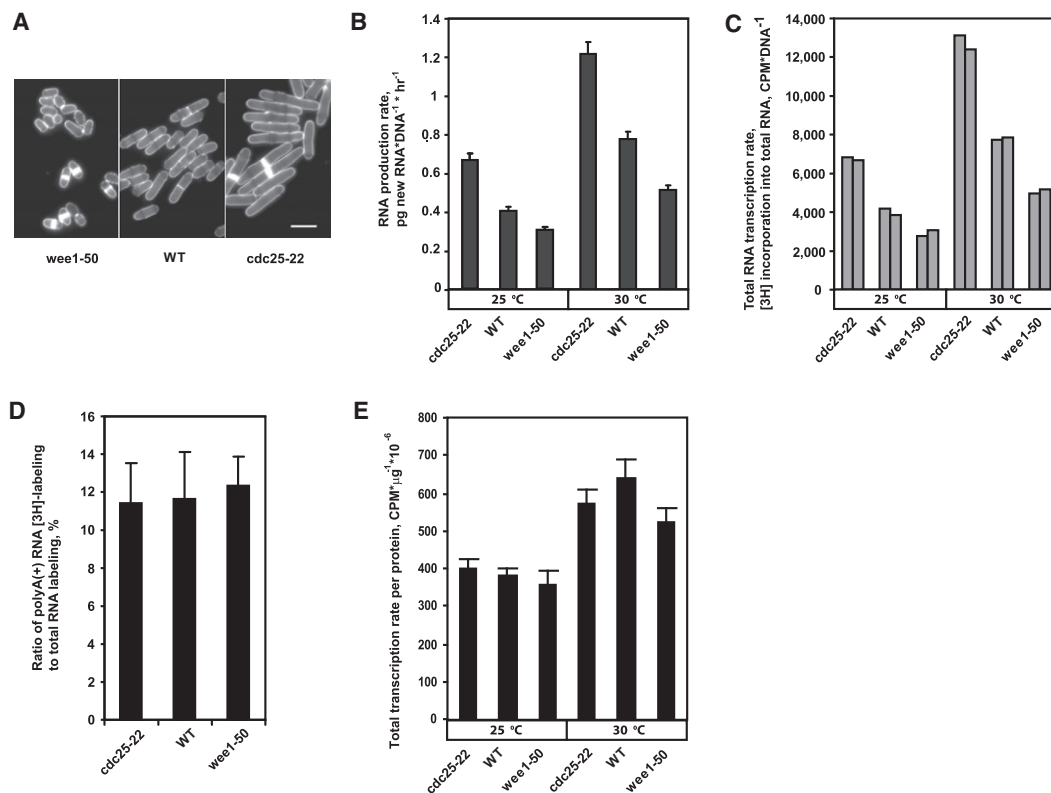 A
wee1-50
WT
cdc25-22
B
RNA production rate,
pg new RNA*DNA⁻¹ * hr⁻¹
1.4
1.2
1
0.8
0.6
0.4
0.2
0
25 °C
30 °C
cdc25-22
WT
wee1-50
cdc25-22
WT
wee1-50
C
Total RNA transcription rate,
[3H] incorporation into total RNA, CPM*DNA⁻¹
14,000
12,000
10,000
8,000
6,000
4,000
2,000
0
25 °C
30 °C
cdc25-22
WT
wee1-50
cdc25-22
WT
wee1-50
D
Ratio of polyA(+) RNA [3H]-labeling
to total RNA labeling, %
16
14
12
10
8
6
4
2
0
cdc25-22
WT
wee1-50
E
Total transcription rate per protein, CPM*μg⁻¹*10⁻⁶
800
700
600
500
400
300
200
100
0
25 °C
30 °C
cdc25-22
WT
wee1-50
cdc25-22
WT
wee1-50